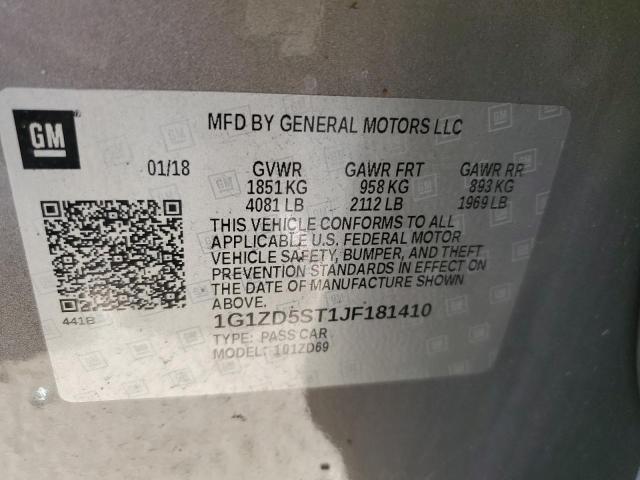 GM
MFD BY GENERAL MOTORS LLC
01/18 GVWR GAWR FRT GAWR RR
1851 KG 958 KG 893 KG
4081 LB 2112 LB 1969 LB
THIS VEHICLE CONFORMS TO ALL
APPLICABLE U.S. FEDERAL MOTOR
VEHICLE SAFETY, BUMPER, AND THEFT
PREVENTION STANDARDS IN EFFECT ON
THE DATE OF MANUFACTURE SHOWN
ABOVE.
441B
1G1ZD5ST1JF181410
TYPE: PASS CAR
MODEL: 101ZD69